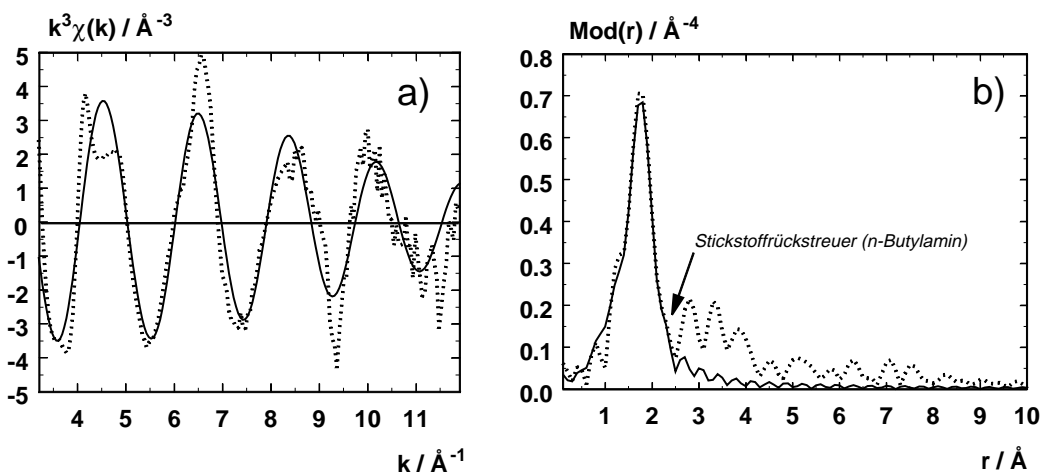 k³χ(k) / Å⁻³
5
4
3
2
1
0
-1
-2
-3
-4
-5
a)
4 5 6 7 8 9 10 11
k / Å⁻¹
Mod(r) / Å⁻⁴
0.8
0.7
0.6
0.5
0.4
0.3
0.2
0.1
0.0
b)
Stickstoffrückstreuer (n-Butylamin)
1 2 3 4 5 6 7 8 9 10
r / Å